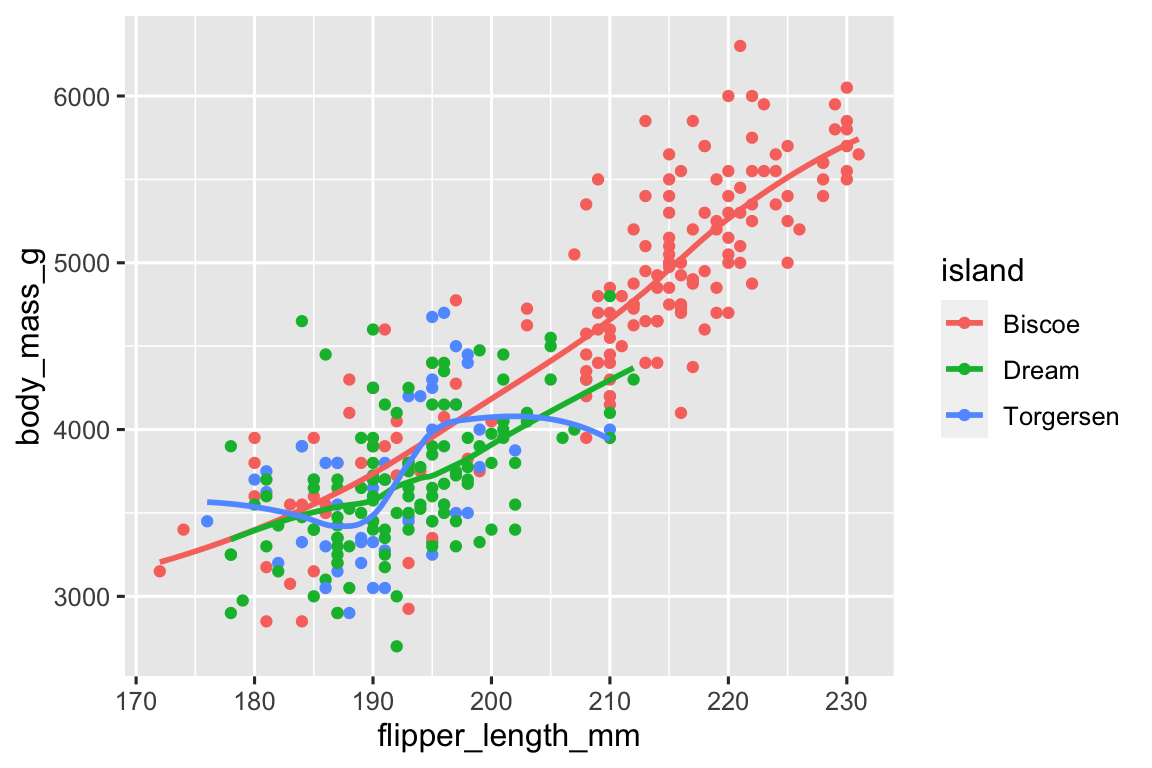 6000
5000
4000
3000
body_mass_g
170 180 190 200 210 220 230
flipper_length_mm
island
Biscoe
Dream
Torgersen